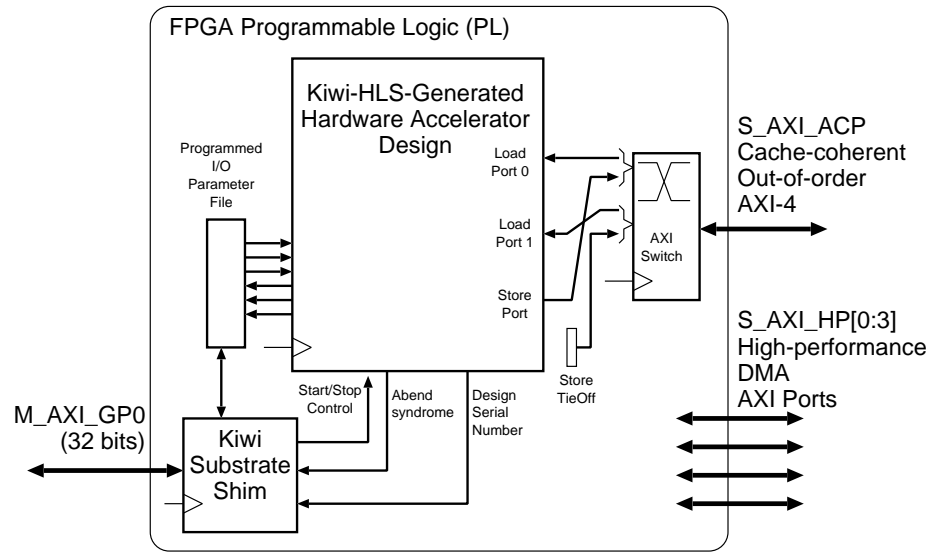 FPGA Programmable Logic (PL)
Kiwi-HLS-Generated
Hardware Accelerator
Design
Programmed
I/O
Parameter
File
Load
Port 0
Load
Port 1
Store
Port
AXI
Switch
Store
TieOff
S_AXI_ACP
Cache-coherent
Out-of-order
AXI-4
S_AXI_HP[0:3]
High-performance
DMA
AXI Ports
Start/Stop
Control
Abend
syndrome
Design
Serial
Number
M_AXI_GP0
(32 bits)
Kiwi
Substrate
Shim